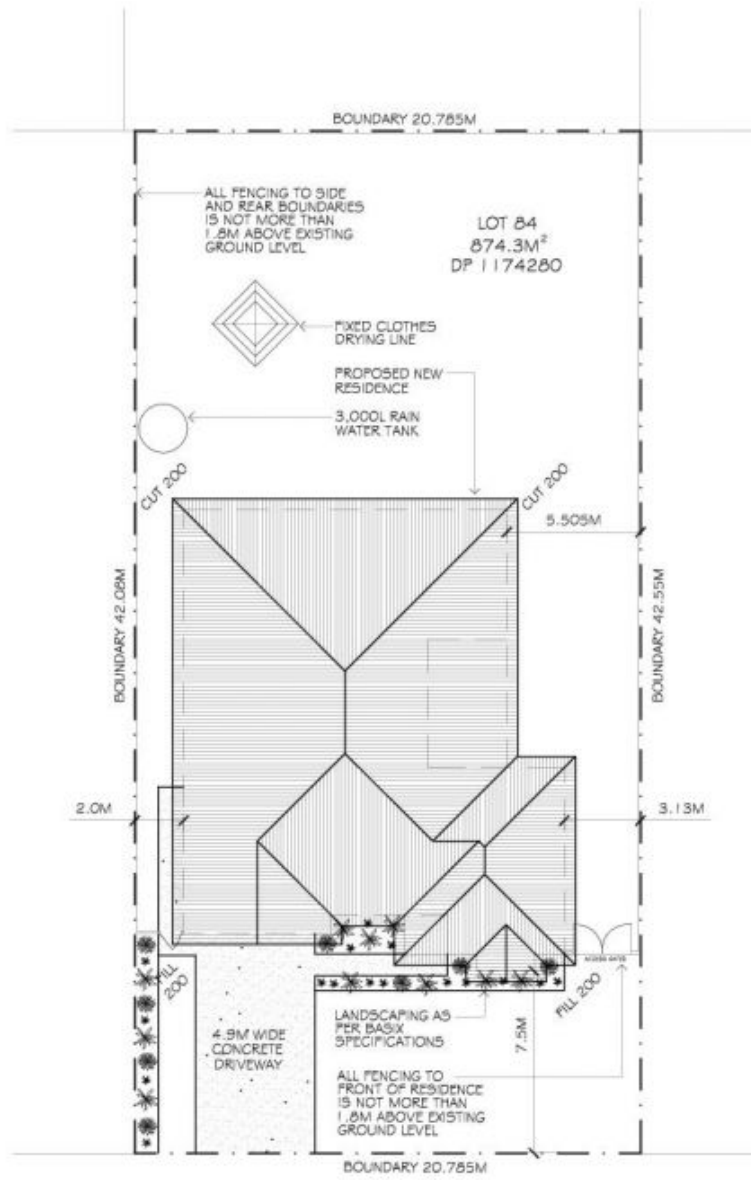 BOUNDARY 20.785M
ALL FENCING TO SIDE
AND REAR BOUNDARIES
IS NOT MORE THAN
1.8M ABOVE EXISTING
GROUND LEVEL
LOT 84
874.3M²
DP 1174280
FIXED CLOTHES
DRYING LINE
PROPOSED NEW
RESIDENCE
3,000L RAIN
WATER TANK
CUT 200
CUT 200
5.505M
BOUNDARY 42.08M
BOUNDARY 42.55M
2.0M
3.13M
ACCESS GATES
FILL 200
FILL 200
LANDSCAPING AS
PER BASIX
SPECIFICATIONS
7.5M
4.9M WIDE
CONCRETE
DRIVEWAY
ALL FENCING TO
FRONT OF RESIDENCE
IS NOT MORE THAN
1.8M ABOVE EXISTING
GROUND LEVEL
BOUNDARY 20.785M